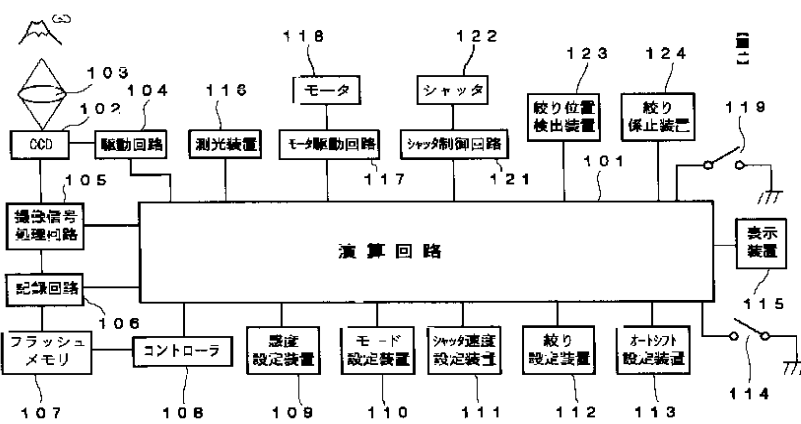 【図1】
118
122
103
123
124
104
116
モータ
シャッタ
絞り位置
検出装置
絞り
係止装置
119
102
CCD
駆動回路
測光装置
モータ駆動回路
シャッタ制御回路
101
105
117
121
撮像信号
処理回路
演算回路
表示
装置
記録回路
115
106
フラッシュ
メモリ
コントローラ
感度
設定装置
モード
設定装置
シャッタ速度
設定装置
絞り
設定装置
オートシフト
設定装置
114
107
108
109
110
111
112
113